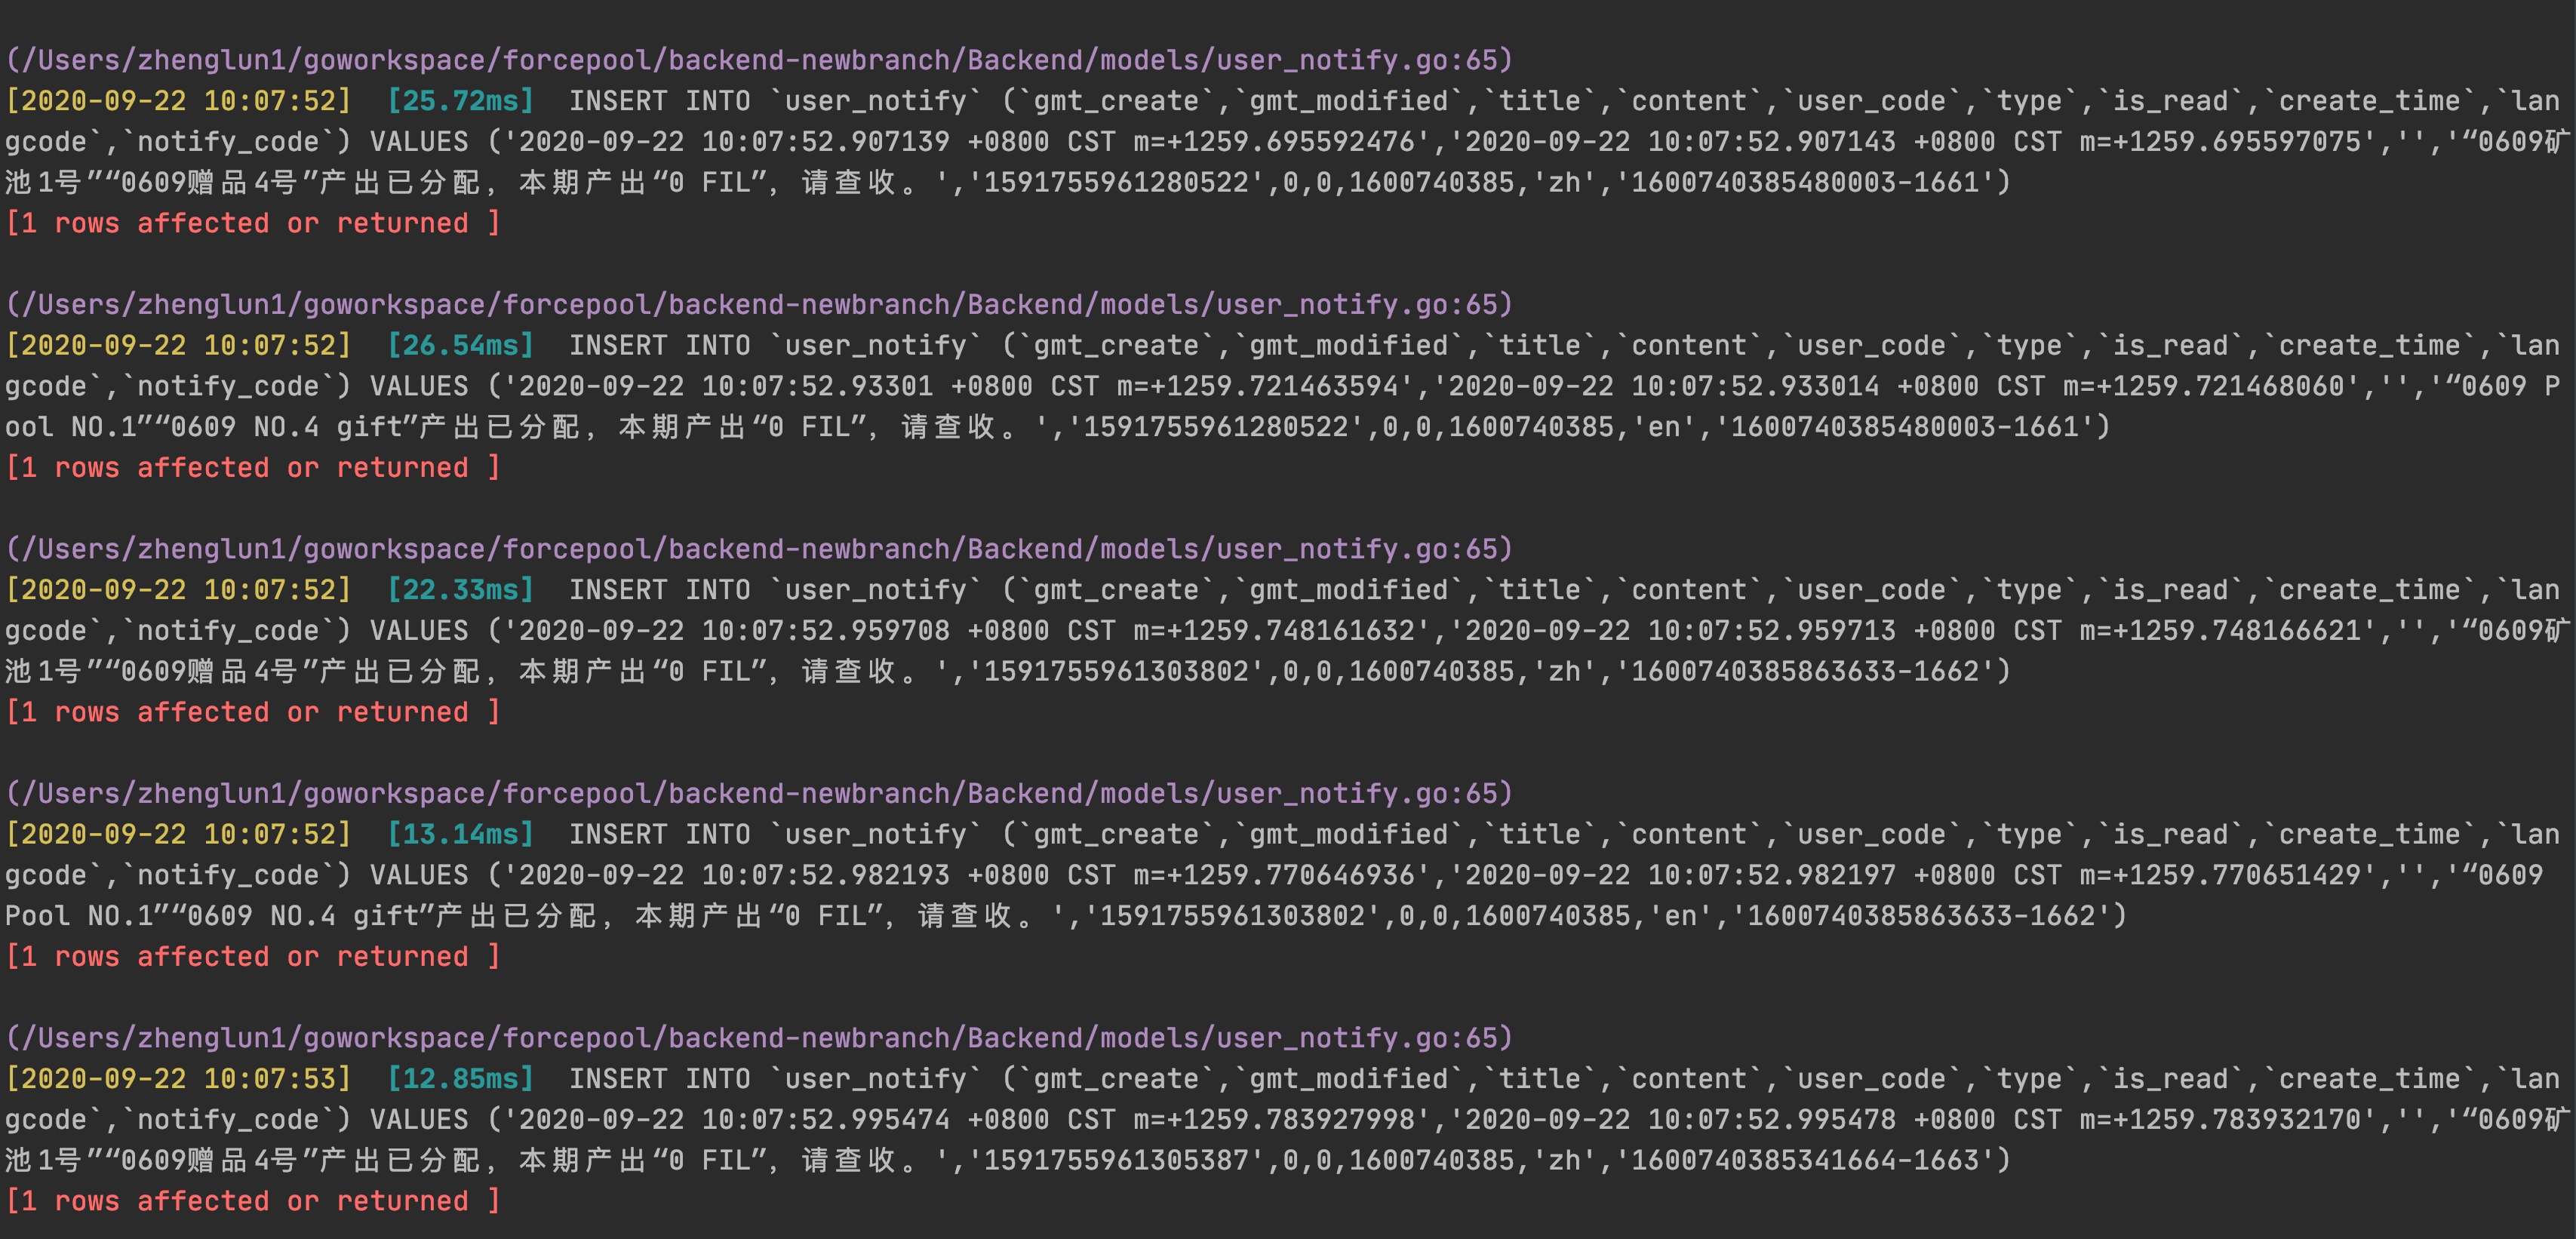 (/Users/zhenglun1/goworkspace/forcepool/backend-newbranch/Backend/models/user_notify.go:65)
[2020-09-22 10:07:52]  [25.72ms]  INSERT INTO `user_notify` (`gmt_create`,`gmt_modified`,`title`,`content`,`user_code`,`type`,`is_read`,`create_time`,`lan
gcode`,`notify_code`) VALUES ('2020-09-22 10:07:52.907139 +0800 CST m=+1259.695592476','2020-09-22 10:07:52.907143 +0800 CST m=+1259.695597075','','“0609矿
池1号”“0609赠品4号”产出已分配，本期产出“0 FIL”，请查收。','1591755961280522',0,0,1600740385,'zh','1600740385480003-1661')
[1 rows affected or returned ]
(/Users/zhenglun1/goworkspace/forcepool/backend-newbranch/Backend/models/user_notify.go:65)
[2020-09-22 10:07:52]  [26.54ms]  INSERT INTO `user_notify` (`gmt_create`,`gmt_modified`,`title`,`content`,`user_code`,`type`,`is_read`,`create_time`,`lan
gcode`,`notify_code`) VALUES ('2020-09-22 10:07:52.93301 +0800 CST m=+1259.721463594','2020-09-22 10:07:52.933014 +0800 CST m=+1259.721468060','','“0609 P
ool NO.1”“0609 NO.4 gift”产出已分配，本期产出“0 FIL”，请查收。','1591755961280522',0,0,1600740385,'en','1600740385480003-1661')
[1 rows affected or returned ]
(/Users/zhenglun1/goworkspace/forcepool/backend-newbranch/Backend/models/user_notify.go:65)
[2020-09-22 10:07:52]  [22.33ms]  INSERT INTO `user_notify` (`gmt_create`,`gmt_modified`,`title`,`content`,`user_code`,`type`,`is_read`,`create_time`,`lan
gcode`,`notify_code`) VALUES ('2020-09-22 10:07:52.959708 +0800 CST m=+1259.748161632','2020-09-22 10:07:52.959713 +0800 CST m=+1259.748166621','','“0609矿
池1号”“0609赠品4号”产出已分配，本期产出“0 FIL”，请查收。','1591755961303802',0,0,1600740385,'zh','1600740385863633-1662')
[1 rows affected or returned ]
(/Users/zhenglun1/goworkspace/forcepool/backend-newbranch/Backend/models/user_notify.go:65)
[2020-09-22 10:07:52]  [13.14ms]  INSERT INTO `user_notify` (`gmt_create`,`gmt_modified`,`title`,`content`,`user_code`,`type`,`is_read`,`create_time`,`lan
gcode`,`notify_code`) VALUES ('2020-09-22 10:07:52.982193 +0800 CST m=+1259.770646936','2020-09-22 10:07:52.982197 +0800 CST m=+1259.770651429','','“0609
Pool NO.1”“0609 NO.4 gift”产出已分配，本期产出“0 FIL”，请查收。','1591755961303802',0,0,1600740385,'en','1600740385863633-1662')
[1 rows affected or returned ]
(/Users/zhenglun1/goworkspace/forcepool/backend-newbranch/Backend/models/user_notify.go:65)
[2020-09-22 10:07:53]  [12.85ms]  INSERT INTO `user_notify` (`gmt_create`,`gmt_modified`,`title`,`content`,`user_code`,`type`,`is_read`,`create_time`,`lan
gcode`,`notify_code`) VALUES ('2020-09-22 10:07:52.995474 +0800 CST m=+1259.783927998','2020-09-22 10:07:52.995478 +0800 CST m=+1259.783932170','','“0609矿
池1号”“0609赠品4号”产出已分配，本期产出“0 FIL”，请查收。','1591755961305387',0,0,1600740385,'zh','1600740385341664-1663')
[1 rows affected or returned ]